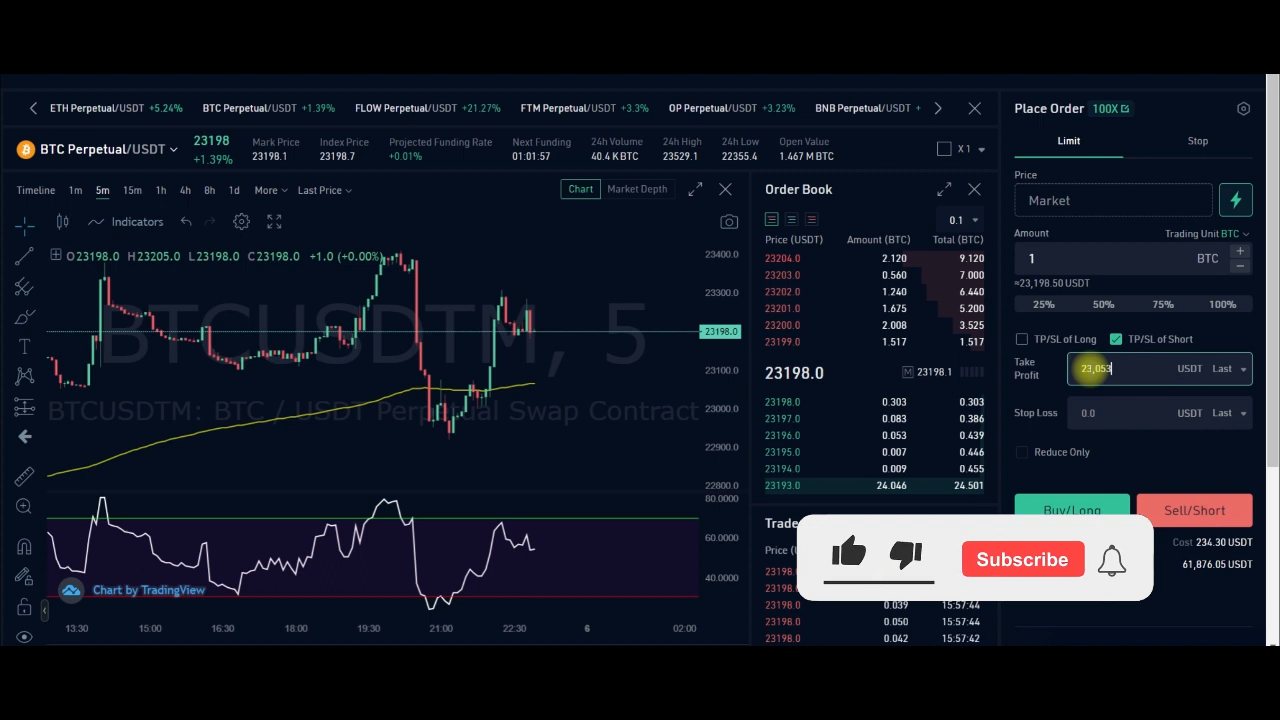 ETH Perpetual/USDT +5.24% BTC Perpetual/USDT +1.39% FLOW Perpetual/USDT +21.27% FTM Perpetual/USDT +3.3% OP Perpetual/USDT +3.23% BNB Perpetual/USDT +
BTC Perpetual/USDT
23198
+1.39%
Mark Price
23198.1
Index Price
23198.7
Projected Funding Rate
+0.01%
Next Funding
01:01:57
24h Volume
40.4 K BTC
24h High
23529.1
24h Low
22355.4
Open Value
1.467 M BTC
X 1
Timeline 1m 5m 15m 1h 4h 8h 1d More Last Price
Chart Market Depth
Indicators
O23198.0 H23205.0 L23198.0 C23198.0 +1.0 (+0.00%)
BTCUSDTM, 5
BTCUSDTM: BTC / USDT Perpetual Swap Contract
23400.0
23300.0
23198.0
23100.0
23000.0
22900.0
22800.0
80.0000
60.0000
40.0000
Chart by TradingView
13:30 15:00 16:30 18:00 19:30 21:00 22:30 6 02:00
Order Book
0.1
Price (USDT) Amount (BTC) Total (BTC)
23204.0 2.120 9.120
23203.0 0.560 7.000
23202.0 1.240 6.440
23201.0 1.675 5.200
23200.0 2.008 3.525
23199.0 1.517 1.517
23198.0 M 23198.1
23198.0 0.303 0.303
23197.0 0.083 0.386
23196.0 0.053 0.439
23195.0 0.007 0.446
23194.0 0.009 0.455
23193.0 24.046 24.501
Trade
Price (
23198.0
23198.0 0.039 15:57:44
23198.0 0.050 15:57:44
23198.0 0.042 15:57:42
Place Order 100X
Limit Stop
Price
Market
Amount Trading Unit BTC
1 BTC
≈23,198.50 USDT
25% 50% 75% 100%
TP/SL of Long TP/SL of Short
Take
Profit
23,053 USDT Last
Stop Loss 0.0 USDT Last
Reduce Only
Buy/Long Sell/Short
Cost 234.30 USDT
61,876.05 USDT
Subscribe